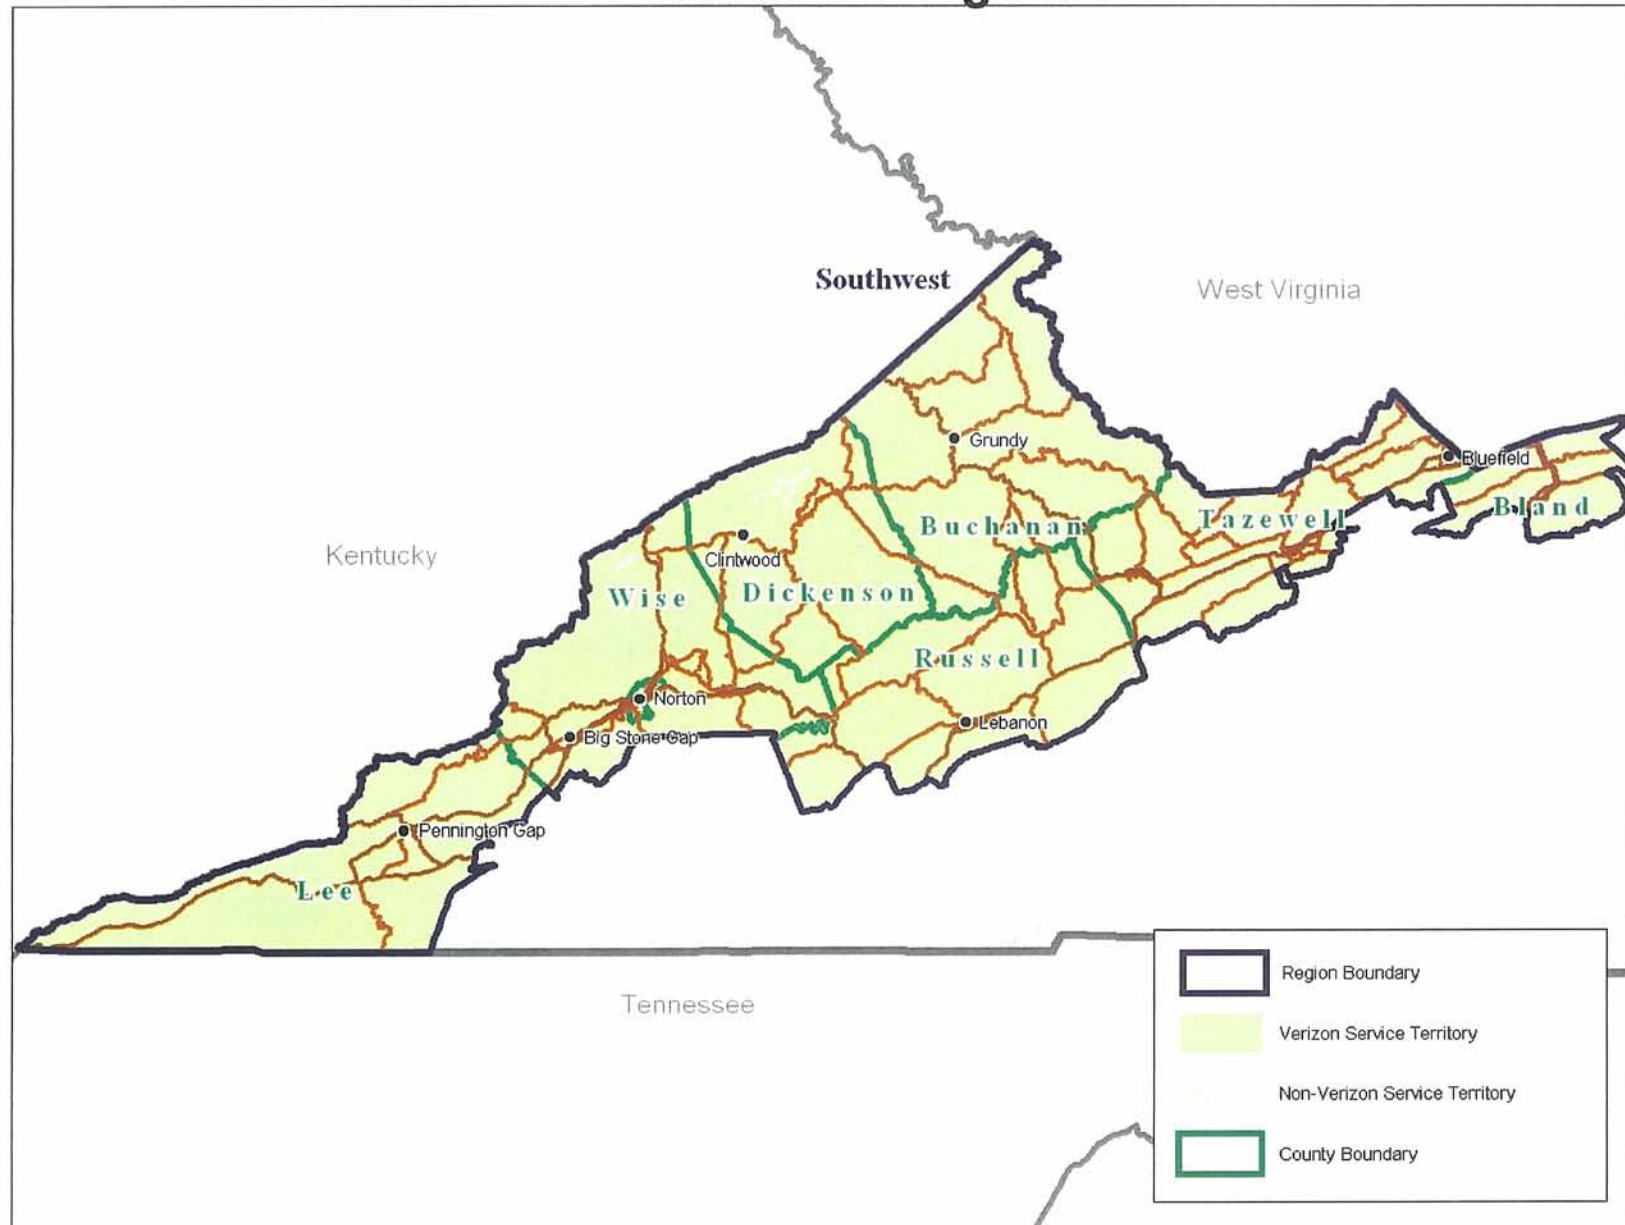 Southwest
West Virginia
Grundy
Bluefield
Bland
Tazewell
Buchanan
Kentucky
Clintwood
Wise
Dickenson
Russell
Norton
Lebanon
Big Stone Gap
Pennington Gap
Lee
Tennessee
Region Boundary
Verizon Service Territory
Non-Verizon Service Territory
County Boundary